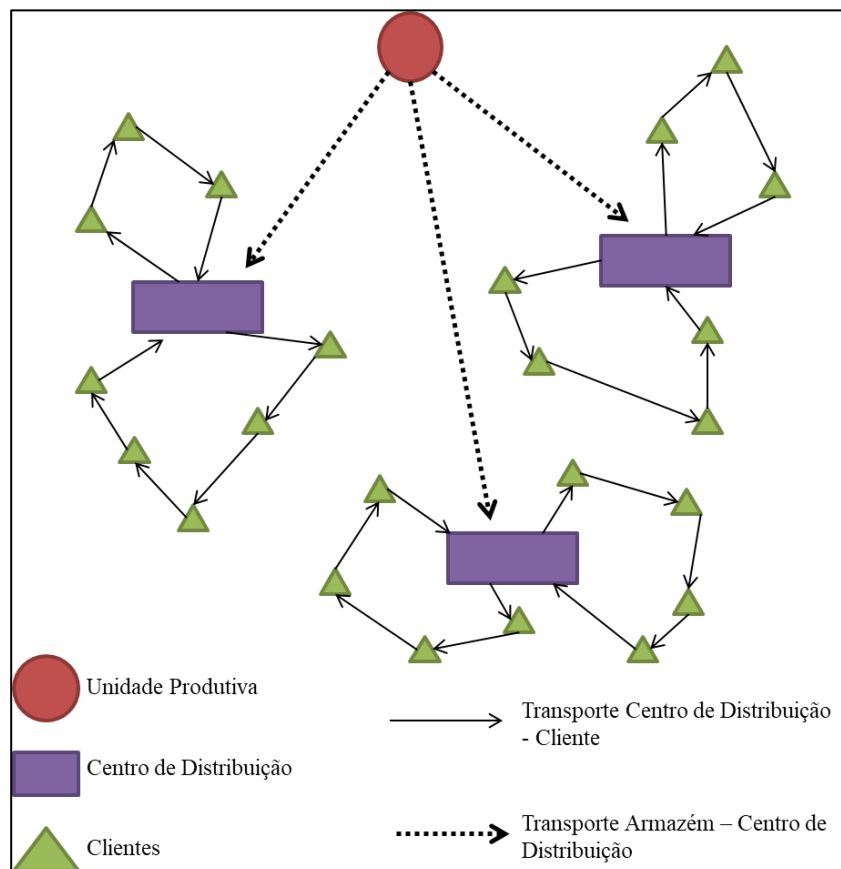 Unidade Produtiva
Centro de Distribuição
Clientes
Transporte Centro de Distribuição
- Cliente
Transporte Armazém – Centro de
Distribuição